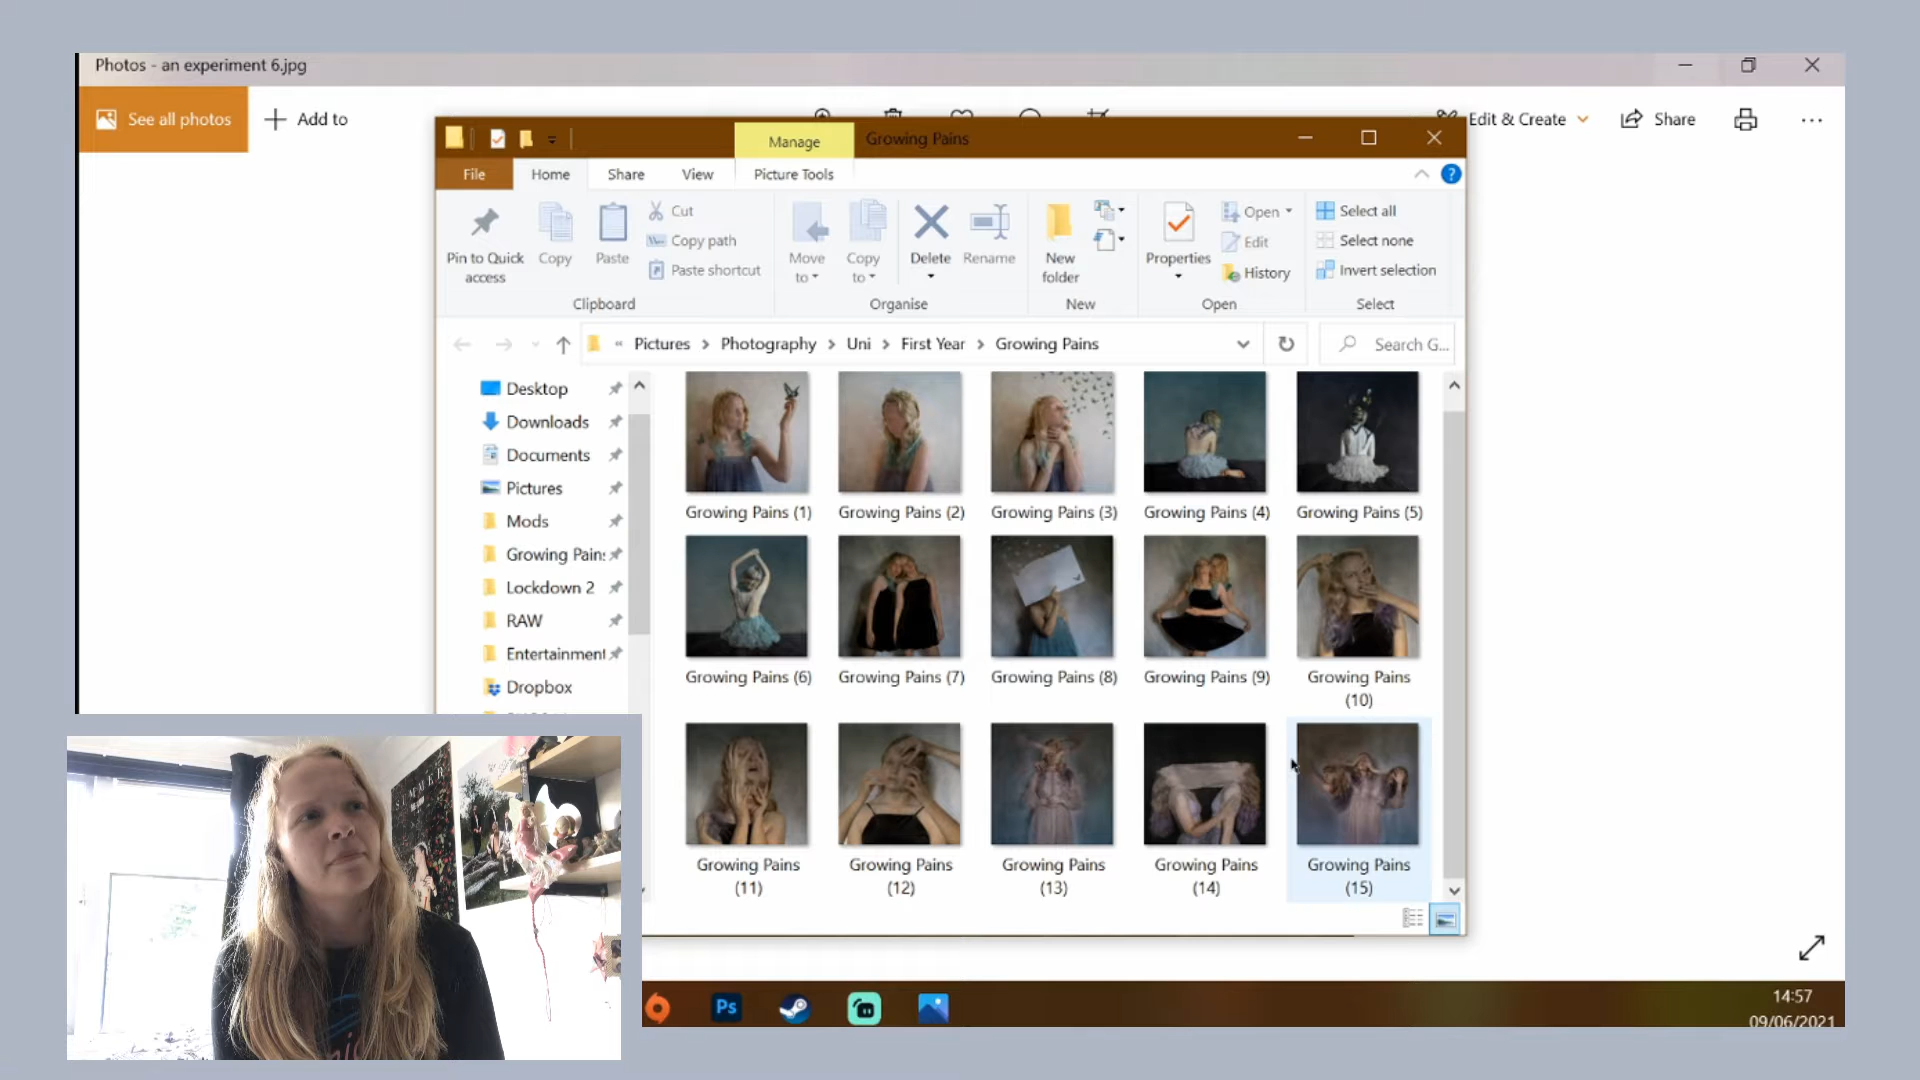 Photos - an experiment 6.jpg
See all photos
Add to
Edit & Create
Share
Manage
Growing Pains
File
Home
Share
View
Picture Tools
Pin to Quick access
Copy
Paste
Cut
Copy path
Paste shortcut
Move to
Copy to
Delete
Rename
New folder
Properties
Open
Edit
History
Select all
Select none
Invert selection
Clipboard
Organise
New
Open
Select
« Pictures > Photography > Uni > First Year > Growing Pains
Search G...
Desktop
Downloads
Documents
Pictures
Mods
Growing Pain
Lockdown 2
RAW
Entertainment
Dropbox
Growing Pains (1)
Growing Pains (2)
Growing Pains (3)
Growing Pains (4)
Growing Pains (5)
Growing Pains (6)
Growing Pains (7)
Growing Pains (8)
Growing Pains (9)
Growing Pains (10)
Growing Pains (11)
Growing Pains (12)
Growing Pains (13)
Growing Pains (14)
Growing Pains (15)
SUMMER
Ps
14:57
09/06/2021